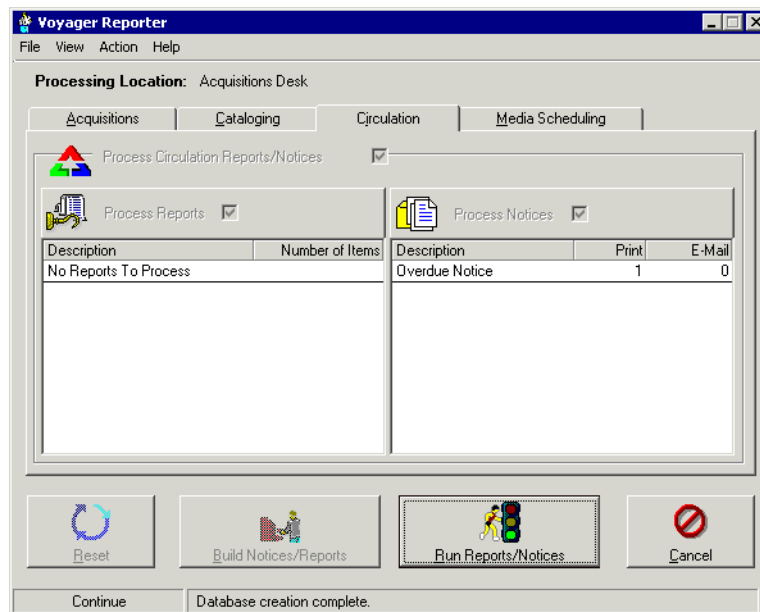 Voyager Reporter
File View Action Help
Processing Location: Acquisitions Desk
Acquisitions Cataloging Circulation Media Scheduling
Process Circulation Reports/Notices
Process Reports Process Notices
Description Number of Items Description Print E-Mail
No Reports To Process Overdue Notice 1 0
Reset Build Notices/Reports Run Reports/Notices Cancel
Continue Database creation complete.